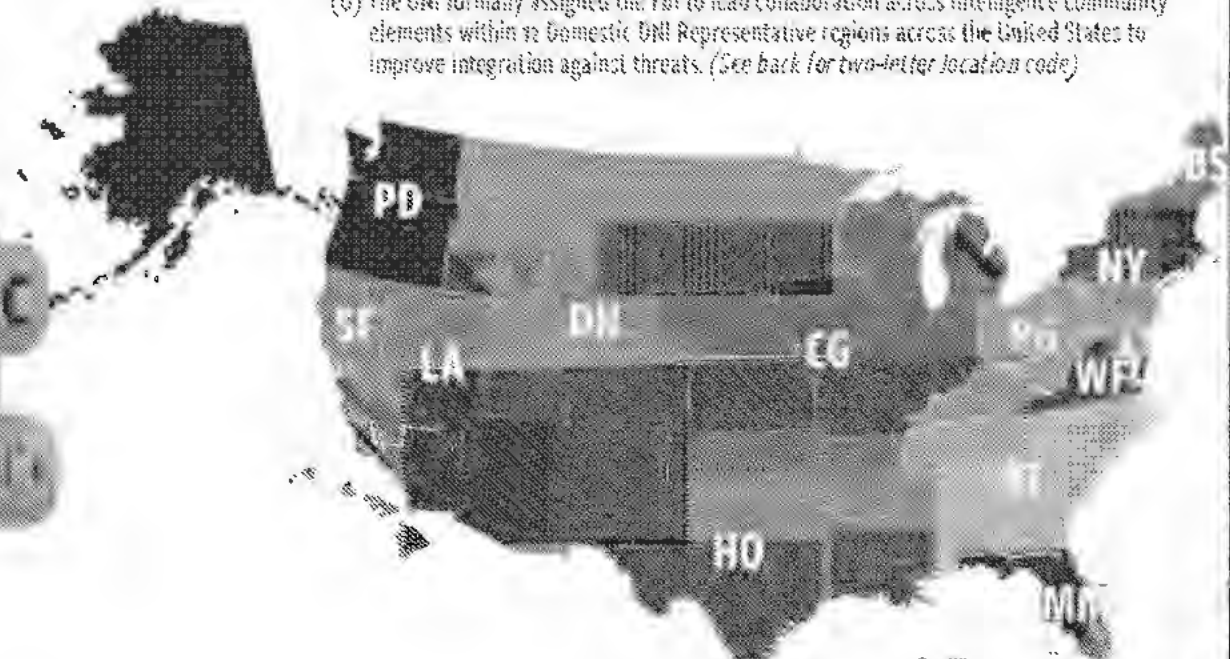 (U) The DNI formally assigned the FBI to lead collaboration across Intelligence Community
elements within 12 Domestic DNI Representative regions across the United States to
improve integration against threats. (See back for two-letter location code)
BS
PD
NY
C
SF
DN
LA
CG
WF
HO
MM